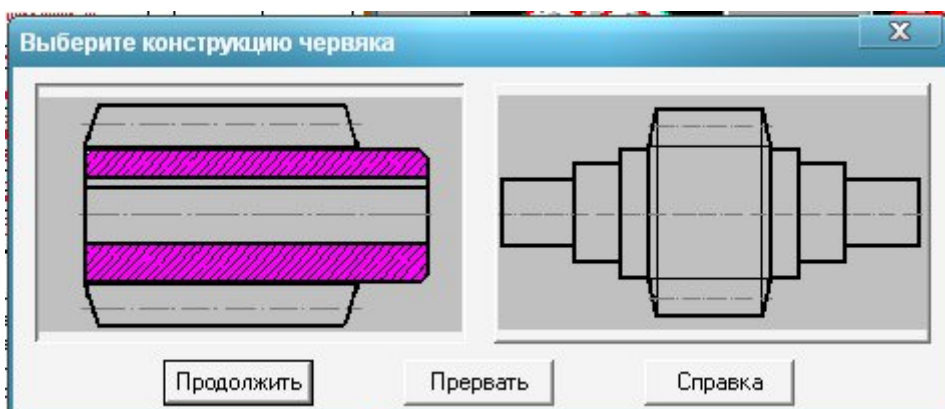 Выберите конструкцию червяка
Продолжить Прервать Справка